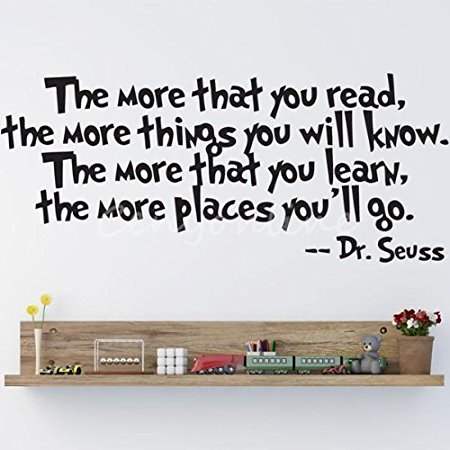 The more that you read,
the more things you will know.
The more that you learn,
the more places you'll go.
-- Dr. Seuss